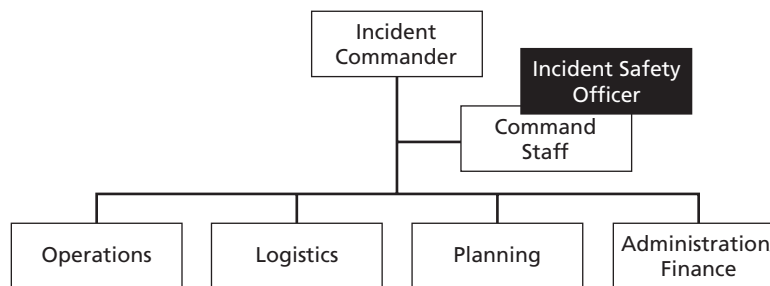 Incident
Commander
Incident Safety
Officer
Command
Staff
Operations
Logistics
Planning
Administration
Finance